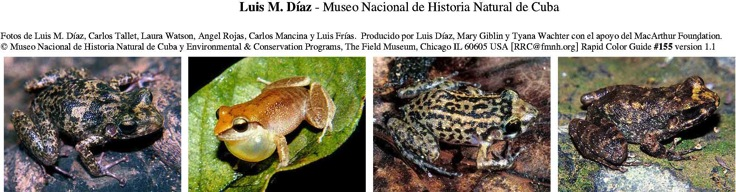 Luis M. Díaz - Museo Nacional de Historia Natural de Cuba
Fotos de Luis M. Díaz, Carlos Tallet, Laura Watson, Angel Rojas, Carlos Mancina y Luis Frías. Producido por Luis Díaz, Mary Giblin y Tyana Wachter con el apoyo del MacArthur Foundation.
© Museo Nacional de Historia Natural de Cuba y Environmental & Conservation Programs, The Field Museum, Chicago IL 60605 USA [RRC@fmnh.org] Rapid Color Guide #155 version 1.1